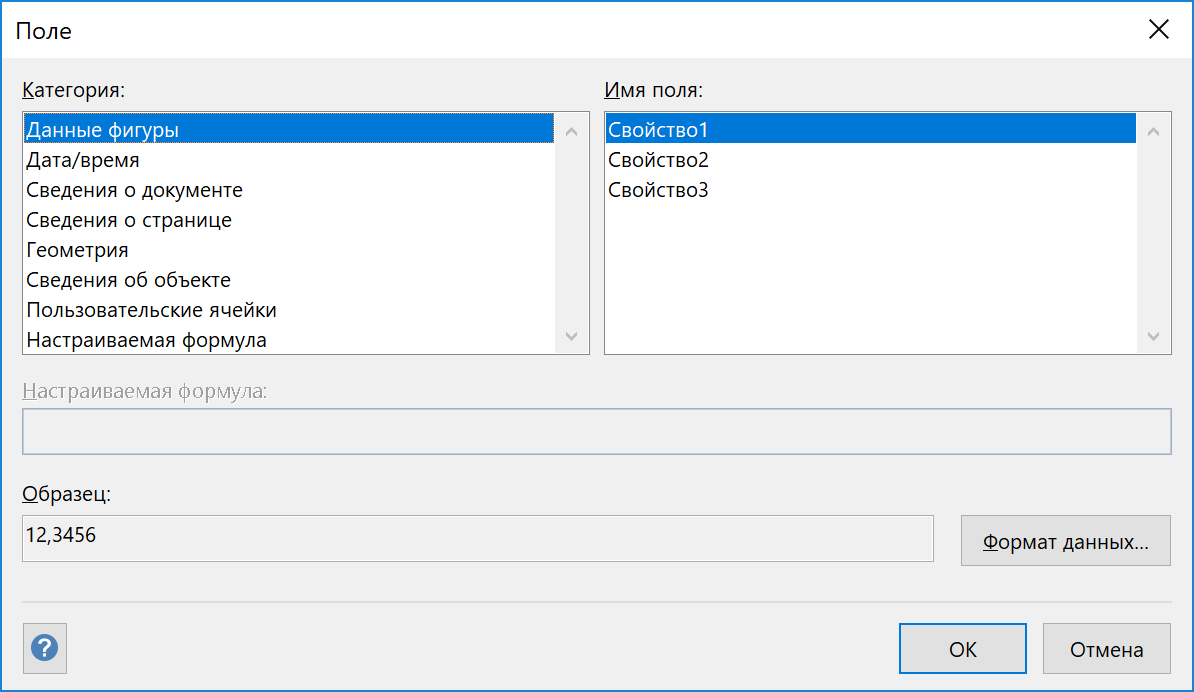 Поле
Категория:
Данные фигуры
Дата/время
Сведения о документе
Сведения о странице
Геометрия
Сведения об объекте
Пользовательские ячейки
Настраиваемая формула
Имя поля:
Свойство1
Свойство2
Свойство3
Настраиваемая формула:
Образец:
12,3456
Формат данных...
?
ОК
Отмена